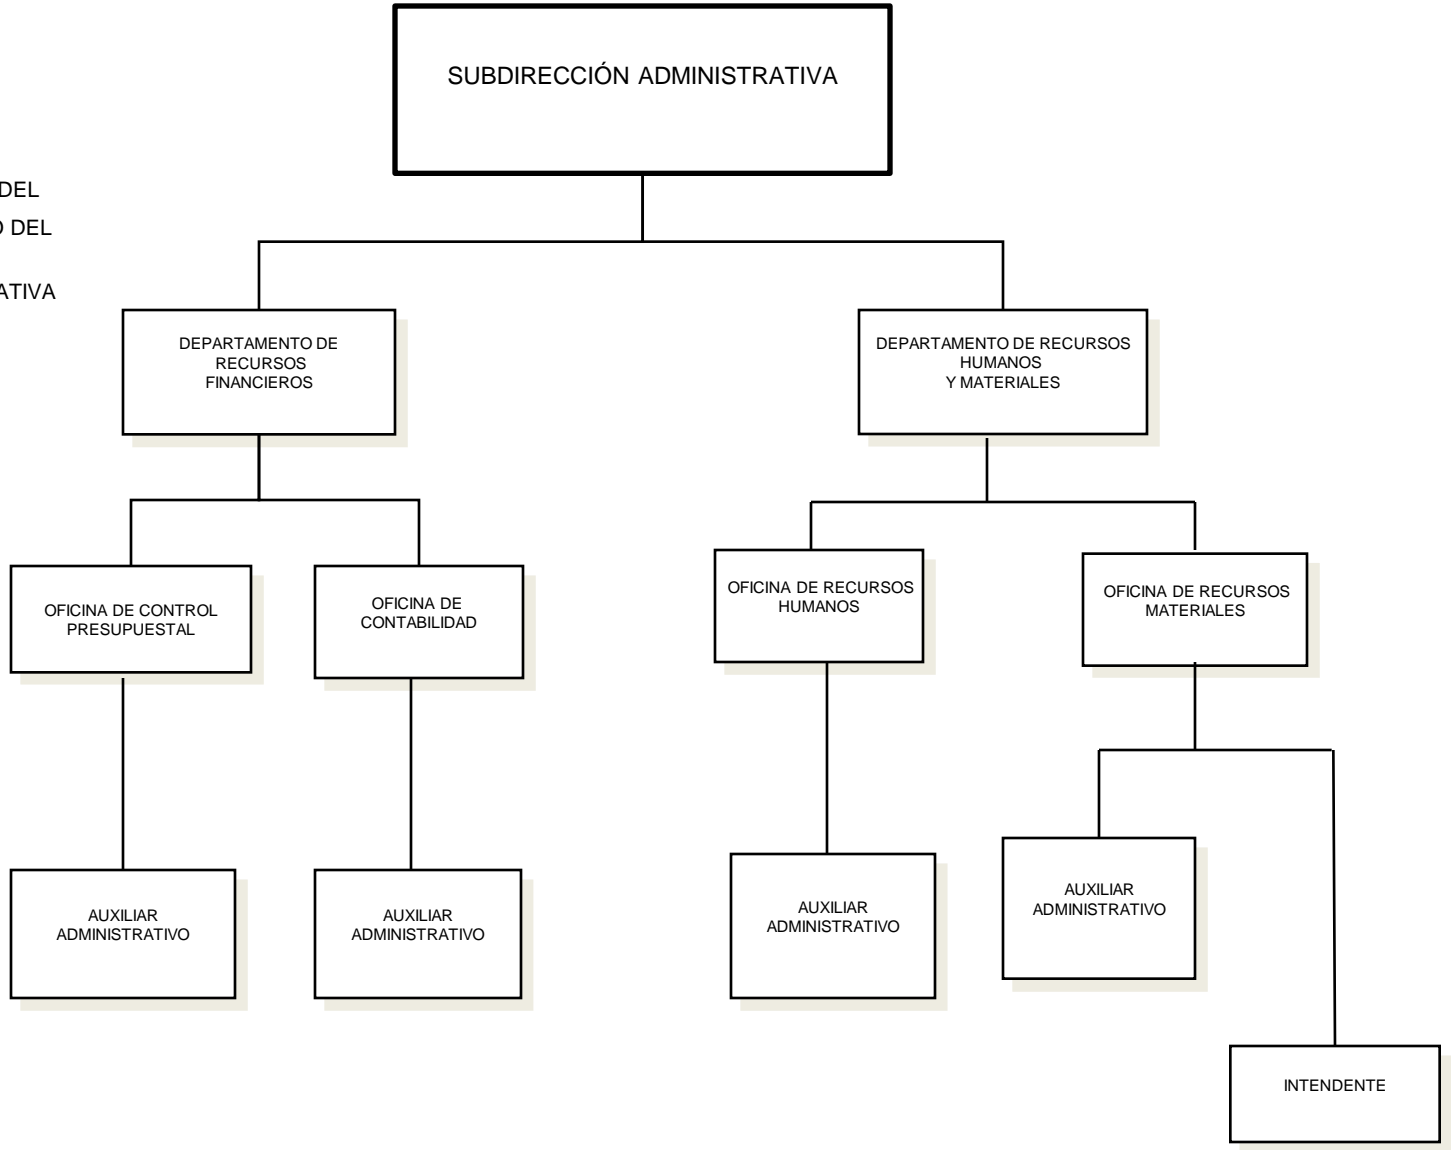 SUBDIRECCIÓN ADMINISTRATIVA
DEL
DEL
DEPARTAMENTO DE
RECURSOS
FINANCIEROS
DEPARTAMENTO DE RECURSOS
HUMANOS
Y MATERIALES
OFICINA DE CONTROL
PRESUPUESTAL
OFICINA DE
CONTABILIDAD
OFICINA DE RECURSOS
HUMANOS
OFICINA DE RECURSOS
MATERIALES
AUXILIAR
ADMINISTRATIVO
AUXILIAR
ADMINISTRATIVO
AUXILIAR
ADMINISTRATIVO
AUXILIAR
ADMINISTRATIVO
INTENDENTE